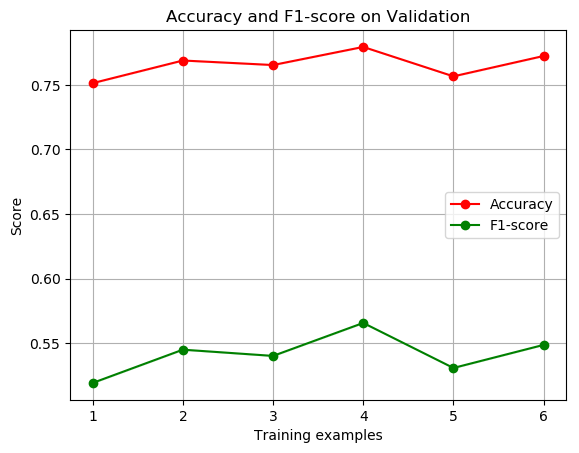 Accuracy and F1-score on Validation
Score
0.75
0.70
0.65
0.60
0.55
Accuracy
F1-score
1 2 3 4 5 6
Training examples